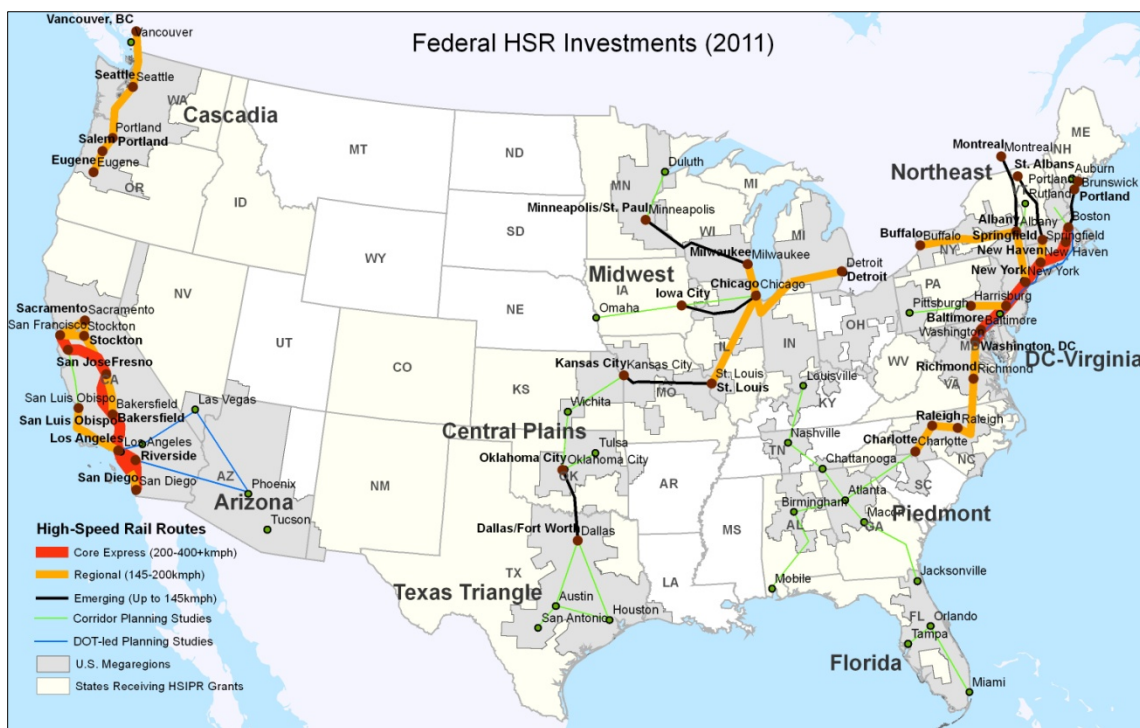 Federal HSR Investments (2011)
Vancouver, BC
Vancouver
Seattle
Seattle
WA
Cascadia
Portland
Salem
Portland
Eugene
Eugene
OR
MT
ID
ND
SD
WY
NE
NV
UT
CO
KS
CA
AZ
NM
Sacramento
Sacramento
San Francisco
Stockton
Stockton
San Jose
Fresno
San Luis Obispo
San Luis Obispo
Bakersfield
Bakersfield
Los Angeles
Los Angeles
Riverside
San Diego
San Diego
Las Vegas
Phoenix
Arizona
Tucson
Duluth
MN
Minneapolis/St. Paul
Minneapolis
WI
MI
MI
Milwaukee
Milwaukee
Midwest
Chicago
Chicago
IA
Iowa City
Omaha
Detroit
Detroit
IL
IN
OH
Kansas City
Kansas City
St. Louis
St. Louis
MO
Wichita
Central Plains
Tulsa
Oklahoma City
Oklahoma City
OK
Dallas/Fort Worth
Dallas
TX
Texas Triangle
Austin
San Antonio
Houston
AR
LA
MS
Louisville
KY
Nashville
TN
Chattanooga
Birmingham
AL
Atlanta
Macon
GA
Piedmont
Mobile
Jacksonville
FL
Orlando
Tampa
Florida
Miami
SC
NC
Charlotte
Charlotte
Raleigh
Raleigh
WV
VA
Richmond
Richmond
DC-Virginia
Washington
Washington, DC
MD
Baltimore
Baltimore
Pittsburgh
Harrisburg
PA
NY
Buffalo
Buffalo
Northeast
Montreal
Montreal
St. Albans
Portland
Rutland
Albany
Albany
Springfield
Springfield
New Haven
New Haven
New York
New York
Boston
ME
NH
Auburn
Brunswick
Portland
High-Speed Rail Routes
Core Express (200-400+kmph)
Regional (145-200kmph)
Emerging (Up to 145kmph)
Corridor Planning Studies
DOT-led Planning Studies
U.S. Megaregions
States Receiving HSIPR Grants